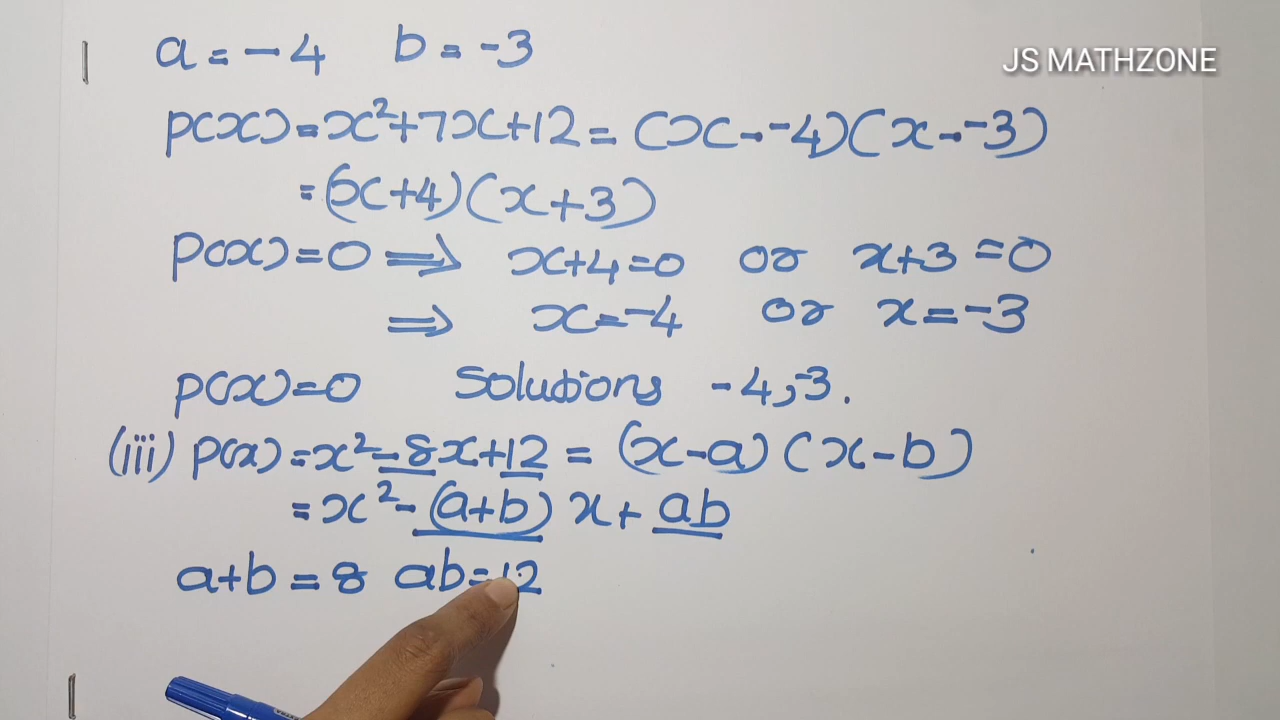 a = -4 b = -3
JS MATHZONE
p(x) = x²+7x+12 = (x - -4)(x - -3)
= (x+4)(x+3)
p(x) = 0 ⟹ x+4=0 or x+3 = 0
⟹ x = -4 or x = -3
p(x) = 0 Solutions -4, -3.
(iii) p(x) = x² - 8x + 12 = (x-a)(x-b)
= x² - (a+b) x + ab
a+b = 8 ab = 12